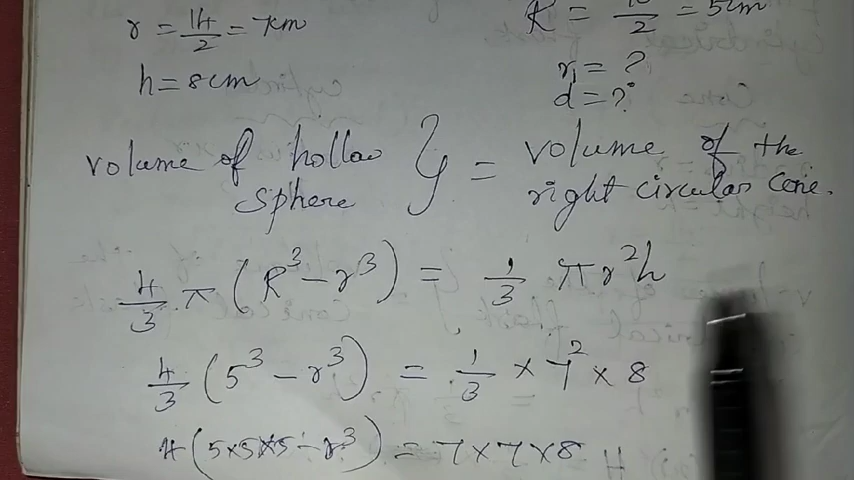 r = 14/2 = 7cm
R = 10/2 = 5cm
h = 8cm
r = ?
d = ?
volume of hollow sphere } = volume of the right circular cone.
4/3 π (R³ − r³) = 1/3 πr²h
4/3 (5³ − r³) = 1/3 × 7² × 8
4(5×5×5 − r³) = 7×7×8